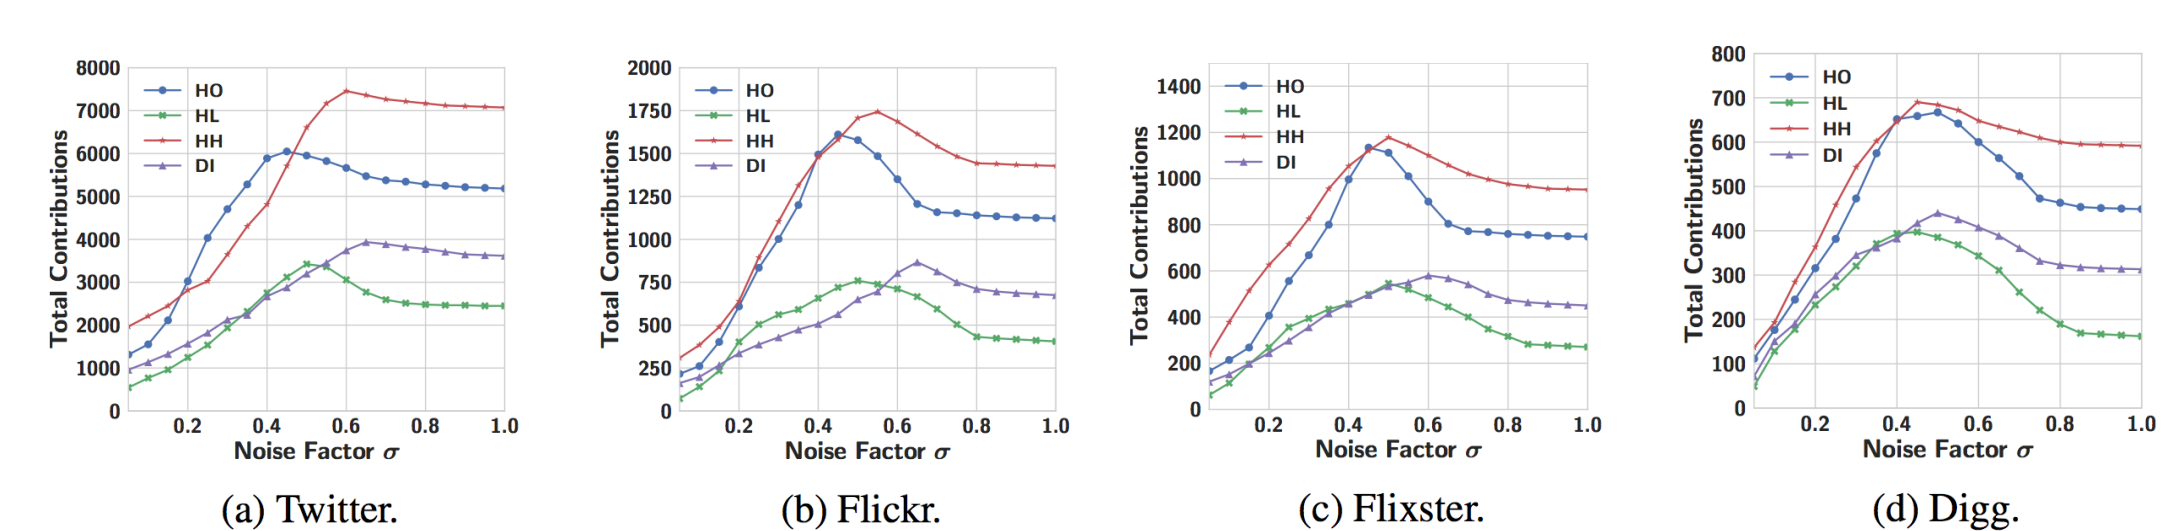 8000
7000
6000
5000
4000
3000
2000
1000
0
Total Contributions
HO
HL
HH
DI
0.2 0.4 0.6 0.8 1.0
Noise Factor σ
(a) Twitter.
2000
1750
1500
1250
1000
750
500
250
0
Total Contributions
HO
HL
HH
DI
0.2 0.4 0.6 0.8 1.0
Noise Factor σ
(b) Flickr.
1400
1200
1000
800
600
400
200
0
Total Contributions
HO
HL
HH
DI
0.2 0.4 0.6 0.8 1.0
Noise Factor σ
(c) Flixster.
800
700
600
500
400
300
200
100
0
Total Contributions
HO
HL
HH
DI
0.2 0.4 0.6 0.8 1.0
Noise Factor σ
(d) Digg.